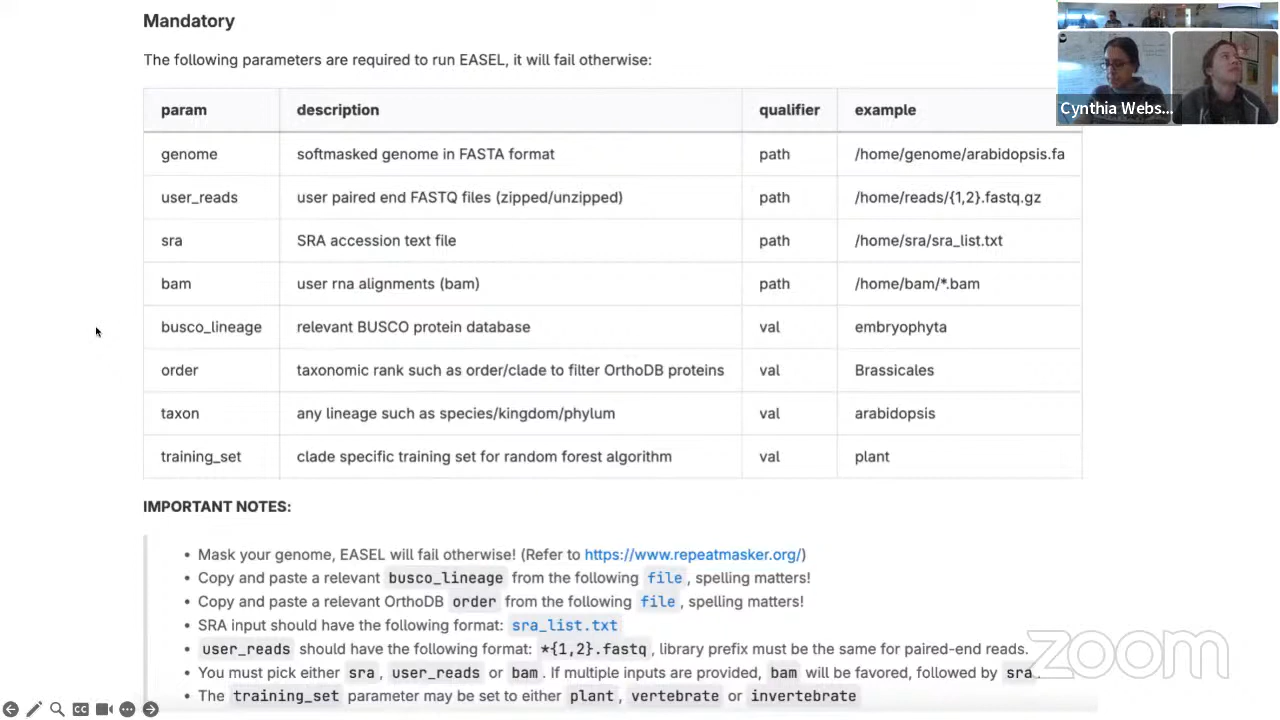 Mandatory
The following parameters are required to run EASEL, it will fail otherwise:
param description qualifier example
genome softmasked genome in FASTA format path /home/genome/arabidopsis.fa
user_reads user paired end FASTQ files (zipped/unzipped) path /home/reads/{1,2}.fastq.gz
sra SRA accession text file path /home/sra/sra_list.txt
bam user rna alignments (bam) path /home/bam/*.bam
busco_lineage relevant BUSCO protein database val embryophyta
order taxonomic rank such as order/clade to filter OrthoDB proteins val Brassicales
taxon any lineage such as species/kingdom/phylum val arabidopsis
training_set clade specific training set for random forest algorithm val plant
IMPORTANT NOTES:
• Mask your genome, EASEL will fail otherwise! (Refer to https://www.repeatmasker.org/)
• Copy and paste a relevant busco_lineage from the following file, spelling matters!
• Copy and paste a relevant OrthoDB order from the following file, spelling matters!
• SRA input should have the following format: sra_list.txt
• user_reads should have the following format: *{1,2}.fastq, library prefix must be the same for paired-end reads.
• You must pick either sra, user_reads or bam. If multiple inputs are provided, bam will be favored, followed by sra.
• The training_set parameter may be set to either plant, vertebrate or invertebrate
Cynthia Webs...
zoom
CC